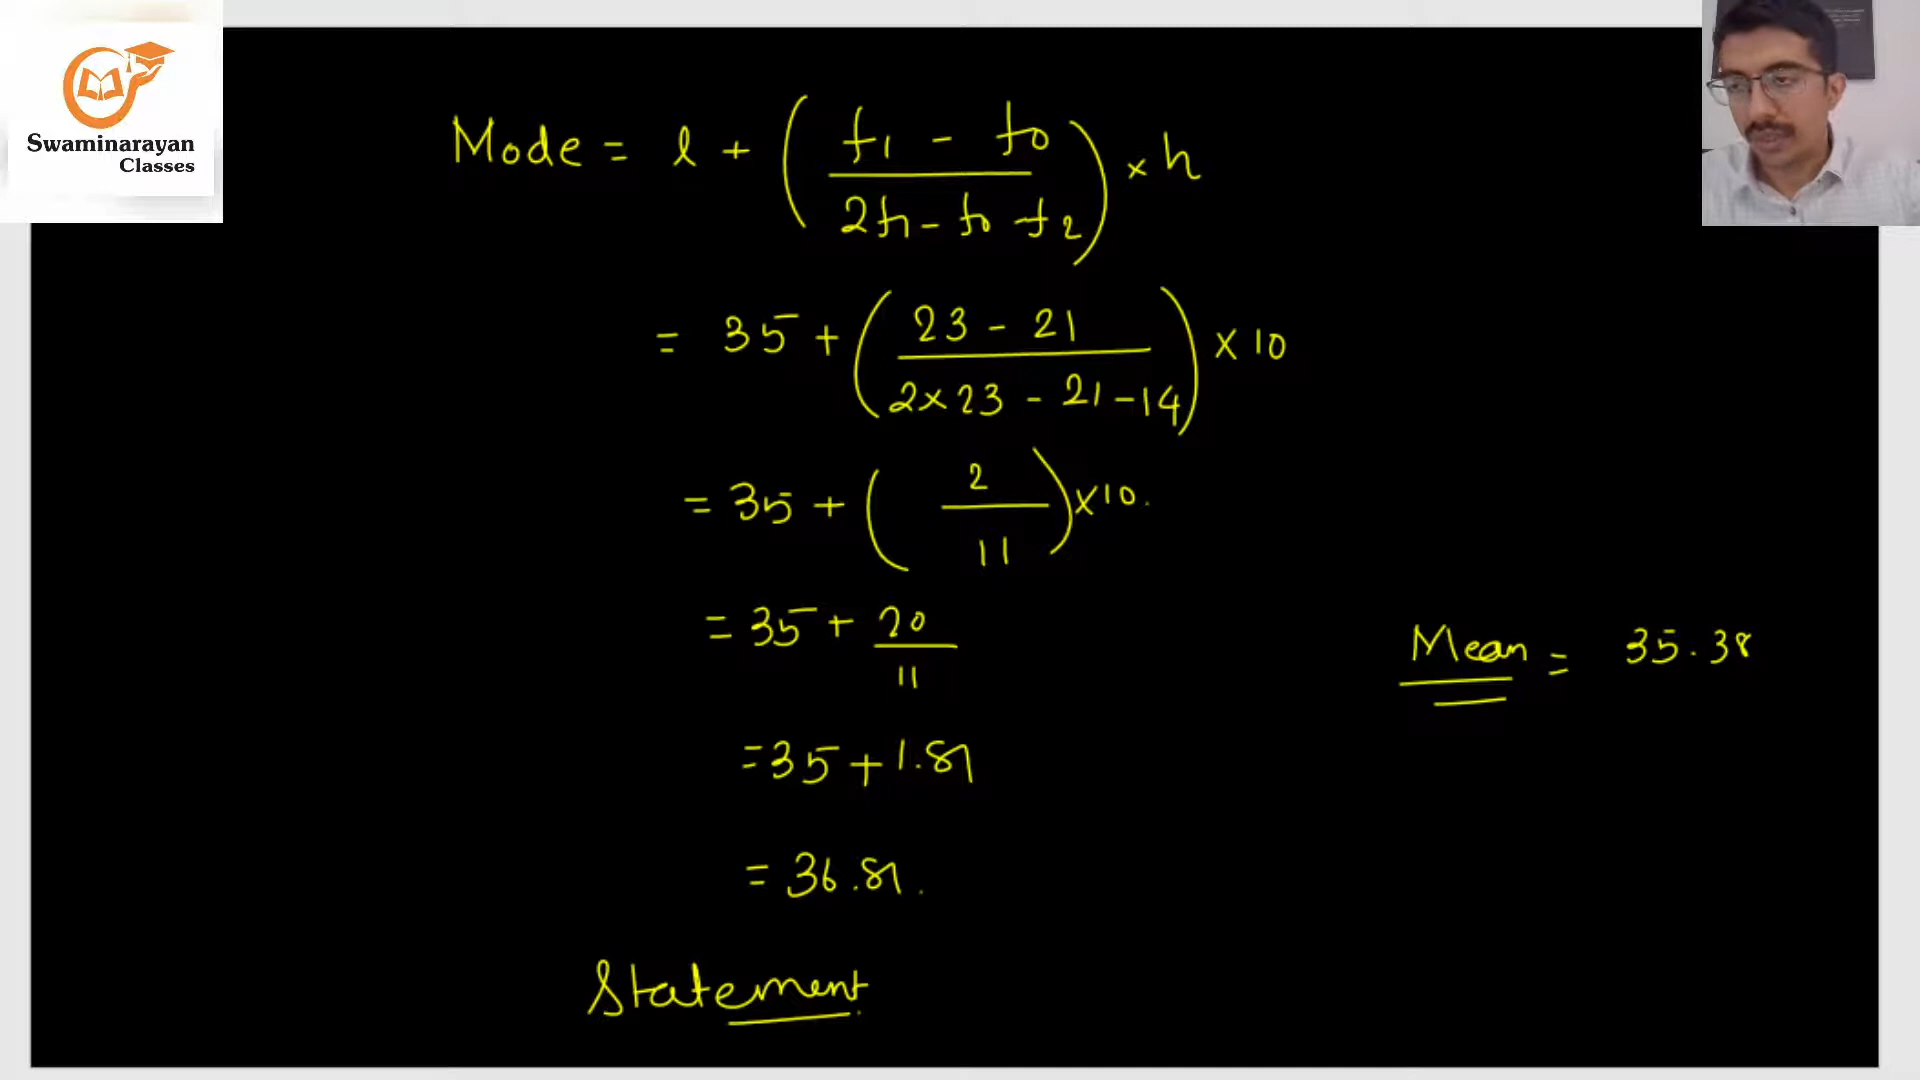 Swaminarayan
Classes
Mode = l + ( f1 - f0 / 2f1 - f0 - f2 ) × h
= 35 + ( 23 - 21 / 2×23 - 21 - 14 ) × 10
= 35 + ( 2 / 11 ) × 10.
= 35 + 20 / 11
Mean = 35.38
= 35 + 1.81
= 36.81.
Statement.